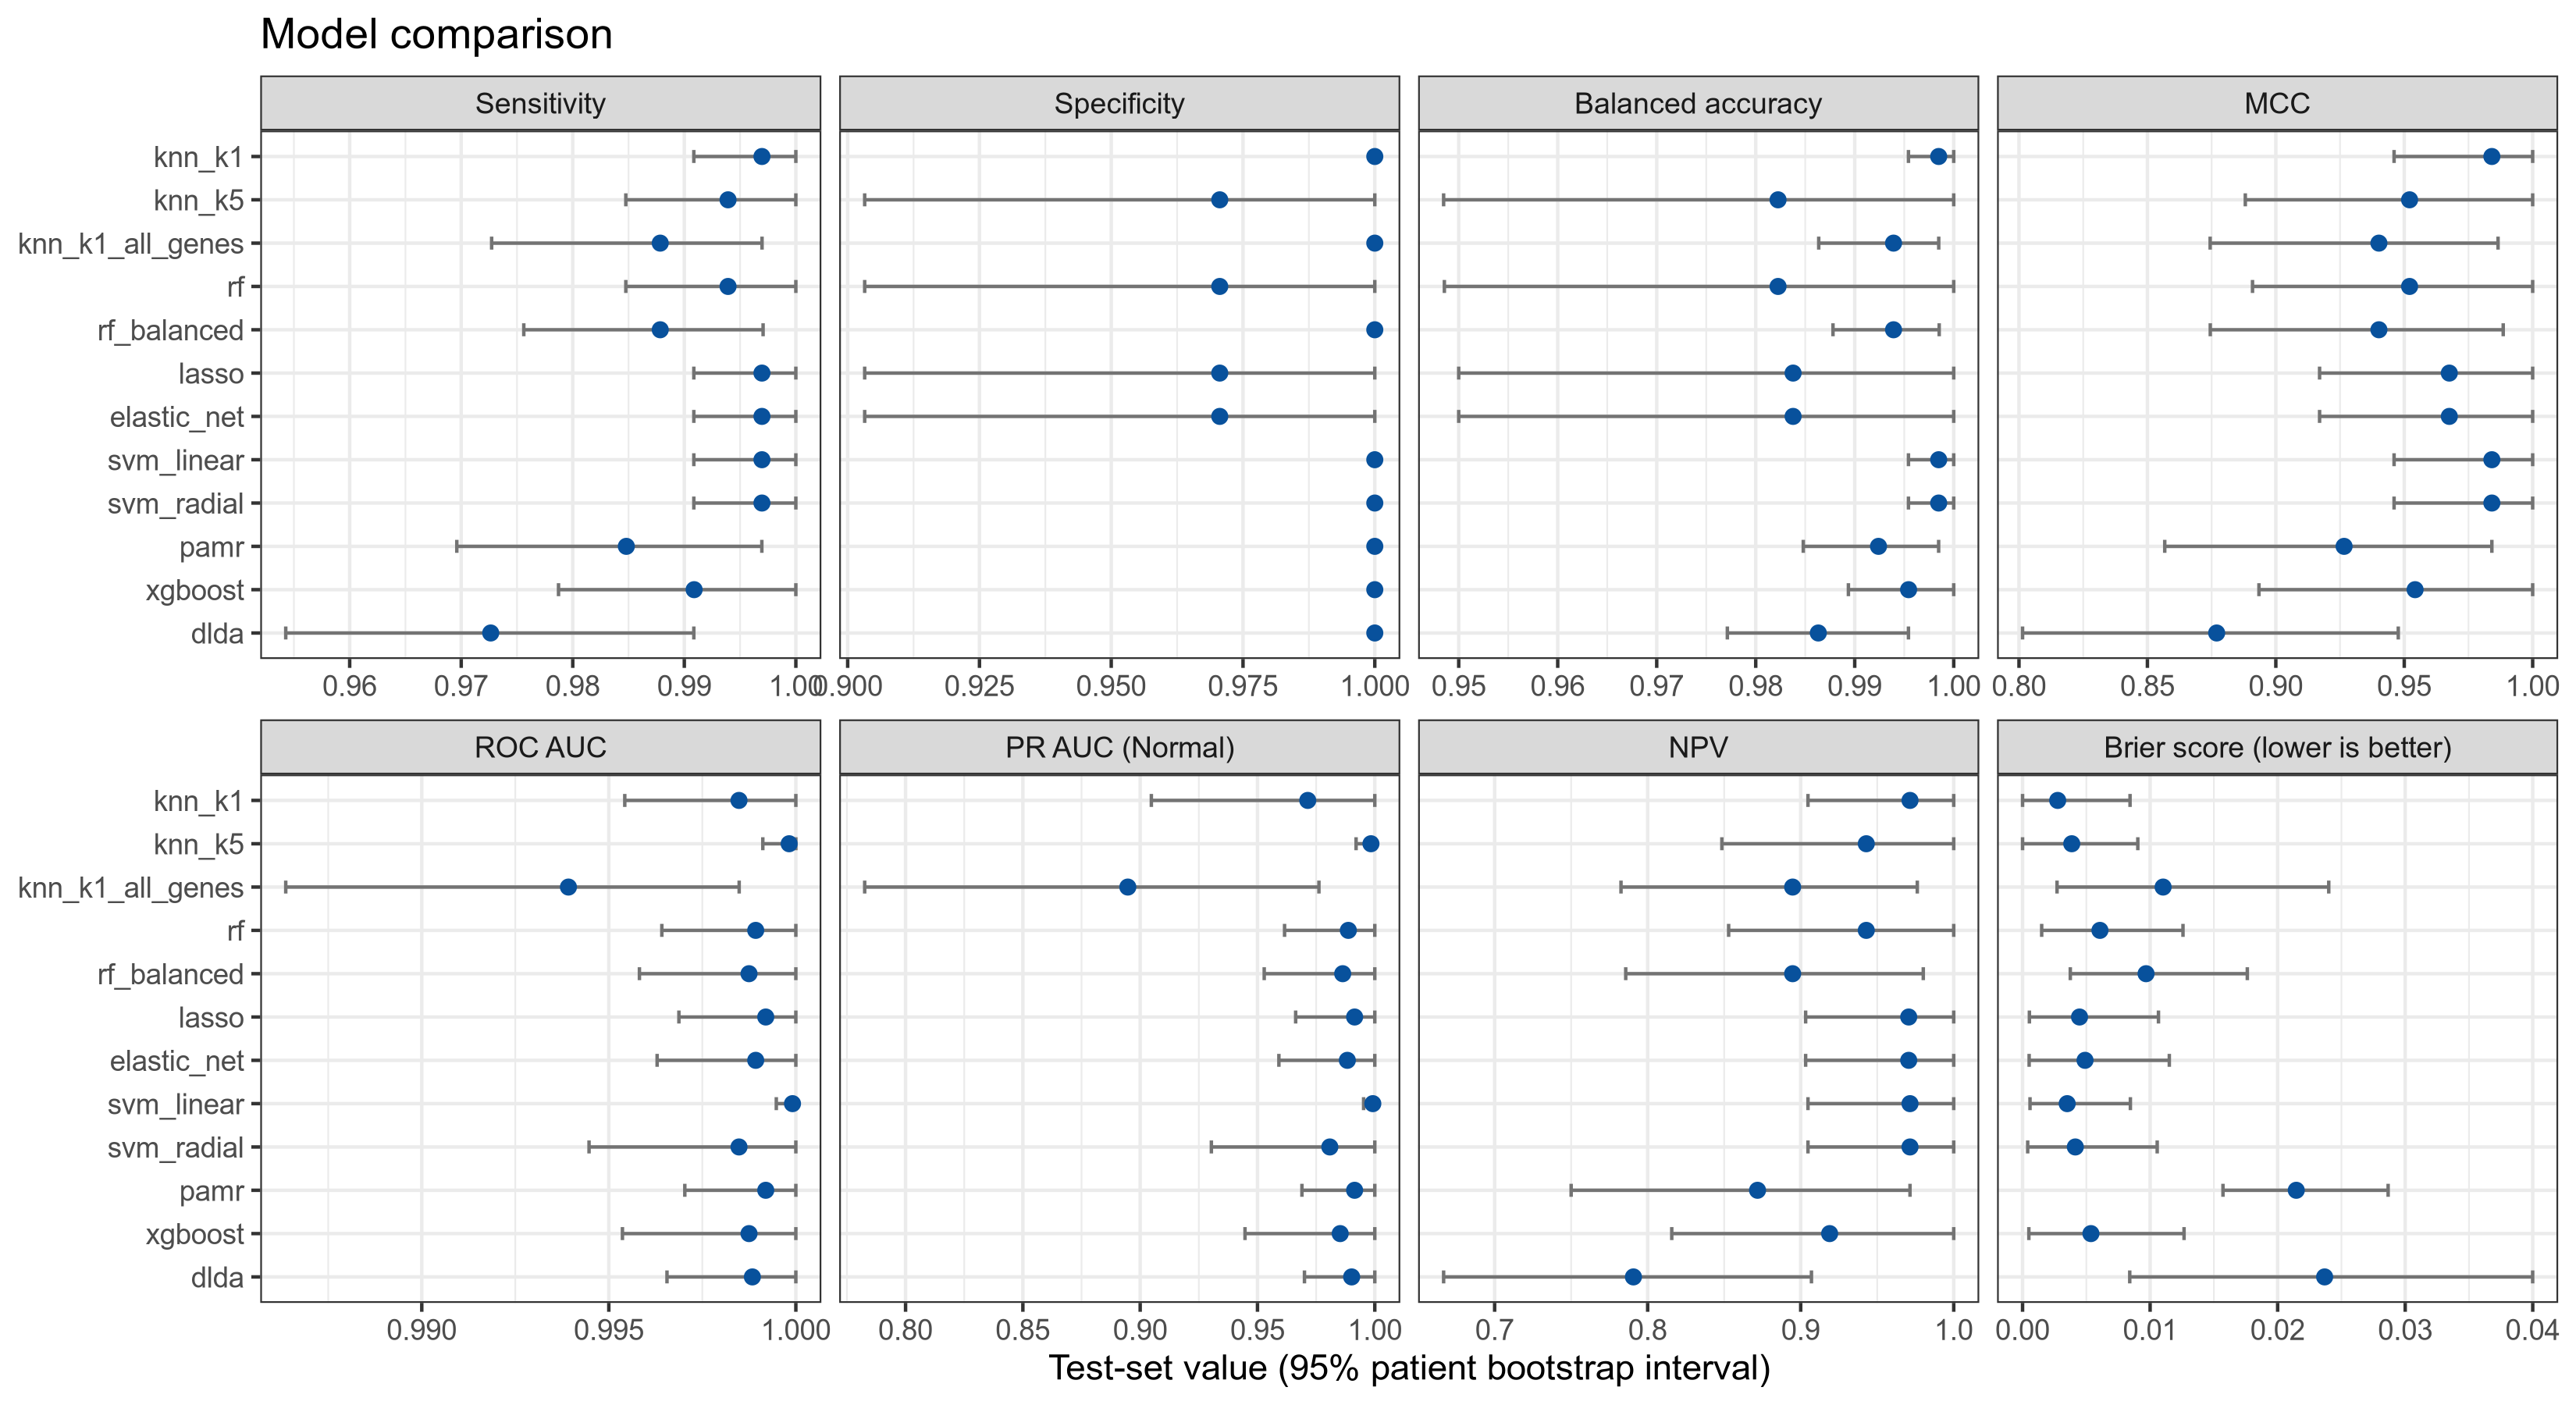 Model comparison
Sensitivity Specificity Balanced accuracy MCC
knn_k1
knn_k5
knn_k1_all_genes
rf
rf_balanced
lasso
elastic_net
svm_linear
svm_radial
pamr
xgboost
dlda
0.96 0.97 0.98 0.99 1.00 0.900 0.925 0.950 0.975 1.000 0.95 0.96 0.97 0.98 0.99 1.00 0.80 0.85 0.90 0.95 1.00
ROC AUC PR AUC (Normal) NPV Brier score (lower is better)
knn_k1
knn_k5
knn_k1_all_genes
rf
rf_balanced
lasso
elastic_net
svm_linear
svm_radial
pamr
xgboost
dlda
0.990 0.995 1.000 0.80 0.85 0.90 0.95 1.00 0.7 0.8 0.9 1.0 0.00 0.01 0.02 0.03 0.04
Test-set value (95% patient bootstrap interval)